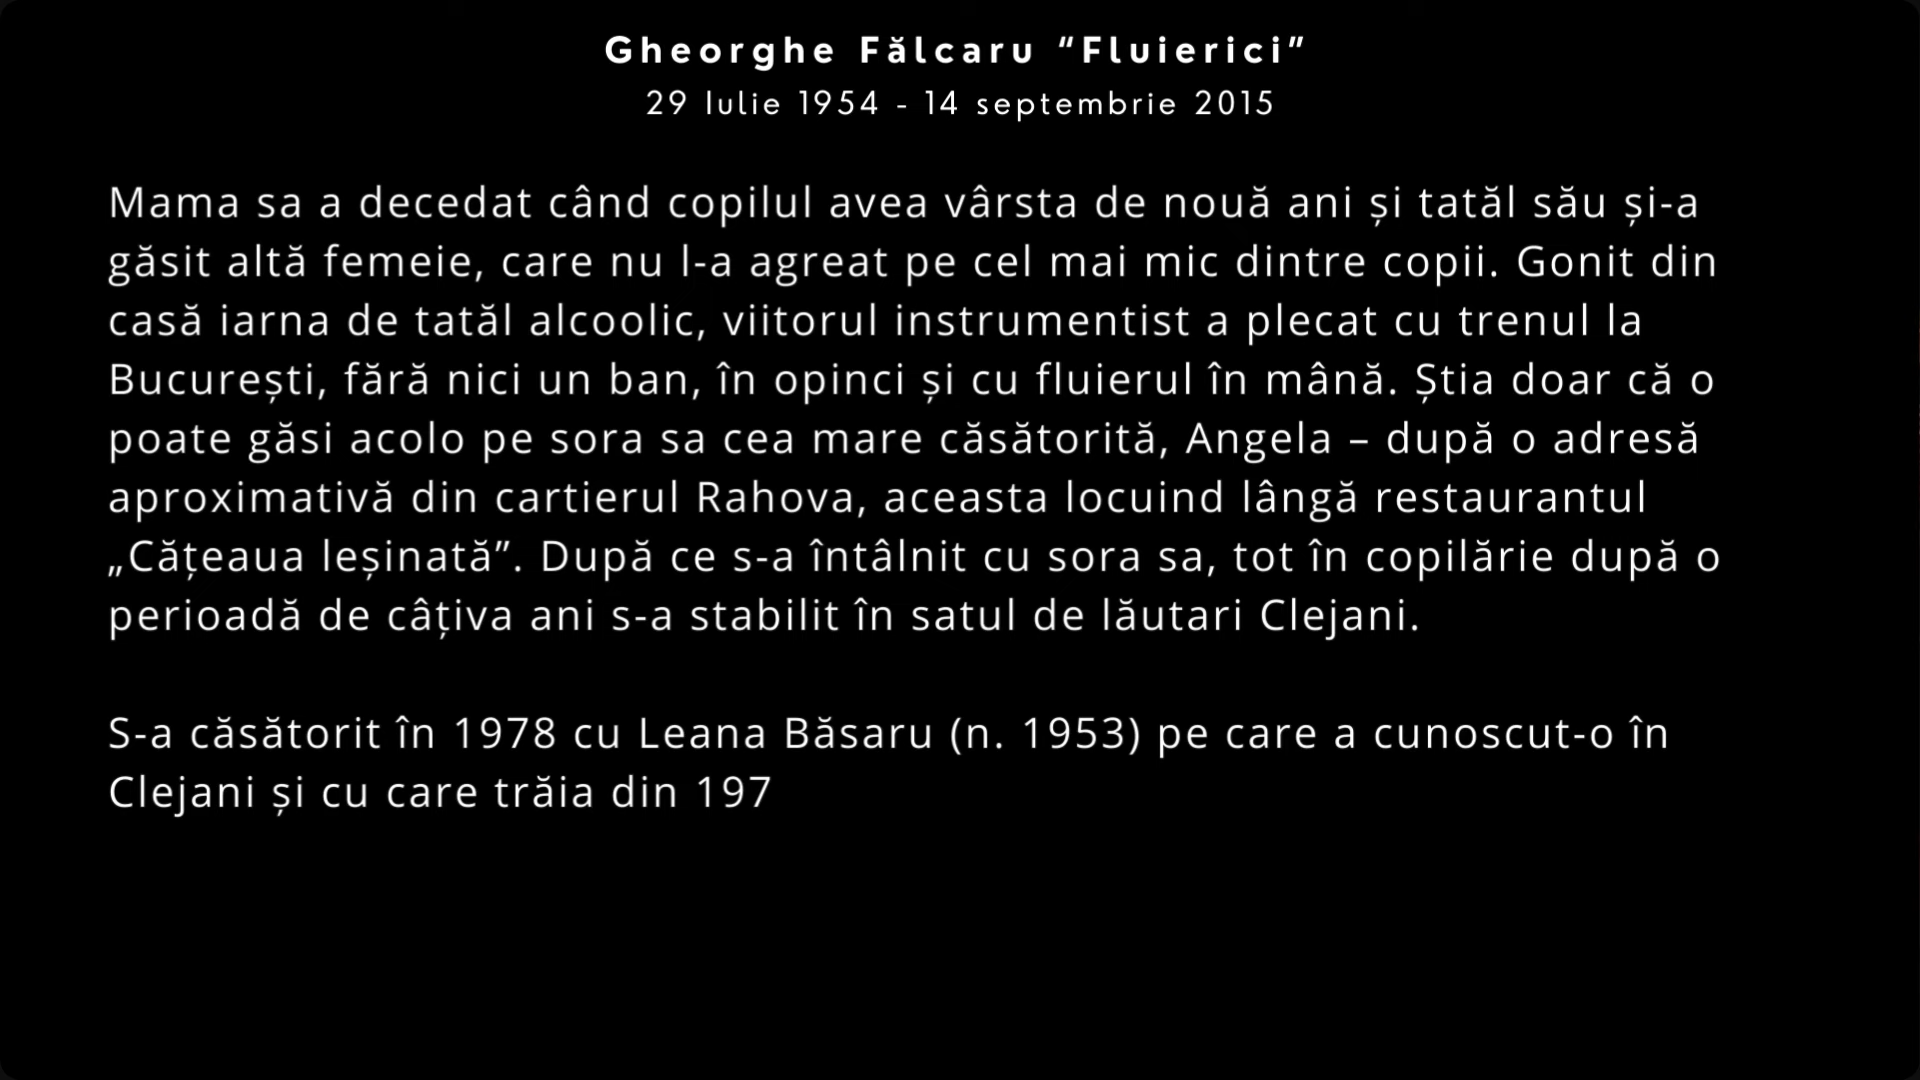 Gheorghe Fălcaru “Fluierici”
29 Iulie 1954 - 14 septembrie 2015
Mama sa a decedat când copilul avea vârsta de nouă ani și tatăl său și-a
găsit altă femeie, care nu l-a agreat pe cel mai mic dintre copii. Gonit din
casă iarna de tatăl alcoolic, viitorul instrumentist a plecat cu trenul la
București, fără nici un ban, în opinci și cu fluierul în mână. Știa doar că o
poate găsi acolo pe sora sa cea mare căsătorită, Angela – după o adresă
aproximativă din cartierul Rahova, aceasta locuind lângă restaurantul
„Cățeaua leșinată”. După ce s-a întâlnit cu sora sa, tot în copilărie după o
perioadă de câțiva ani s-a stabilit în satul de lăutari Clejani.
S-a căsătorit în 1978 cu Leana Băsaru (n. 1953) pe care a cunoscut-o în
Clejani și cu care trăia din 197